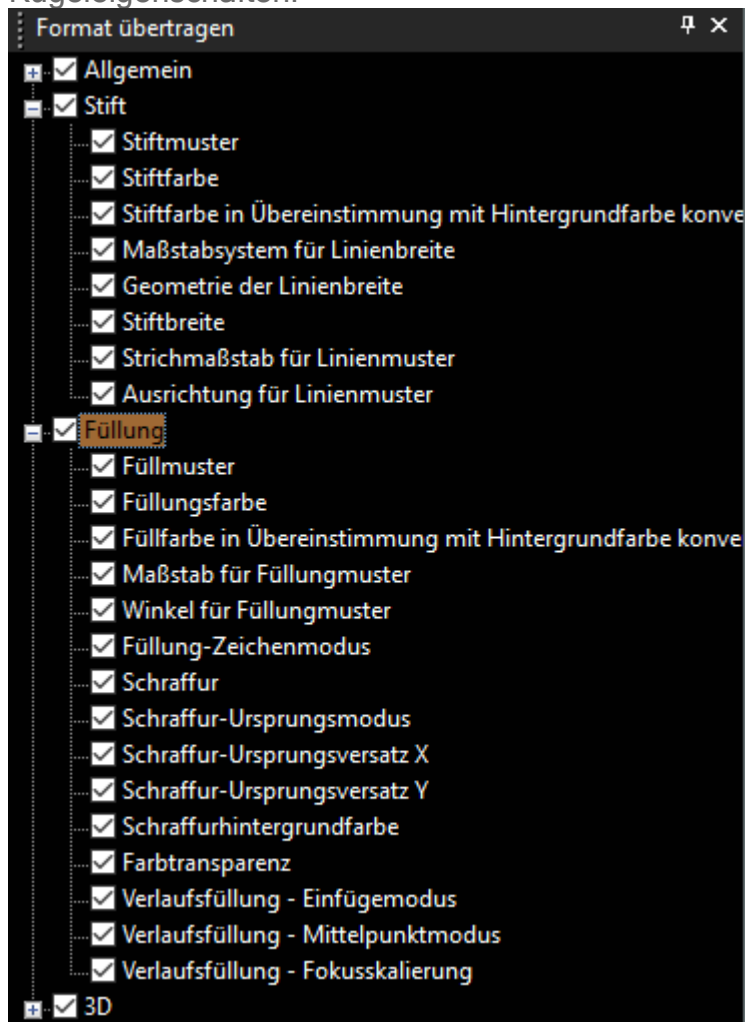 Kugeleigenschaften.
Format übertragen
Allgemein
Stift
Stiftmuster
Stiftfarbe
Stiftfarbe in Übereinstimmung mit Hintergrundfarbe konve
Maßstabsystem für Linienbreite
Geometrie der Linienbreite
Stiftbreite
Strichmaßstab für Linienmuster
Ausrichtung für Linienmuster
Füllung
Füllmuster
Füllungsfarbe
Füllfarbe in Übereinstimmung mit Hintergrundfarbe konve
Maßstab für Füllungmuster
Winkel für Füllungmuster
Füllung-Zeichenmodus
Schraffur
Schraffur-Ursprungsmodus
Schraffur-Ursprungsversatz X
Schraffur-Ursprungsversatz Y
Schraffurhintergrundfarbe
Farbtransparenz
Verlaufsfüllung - Einfügemodus
Verlaufsfüllung - Mittelpunktmodus
Verlaufsfüllung - Fokusskalierung
3D